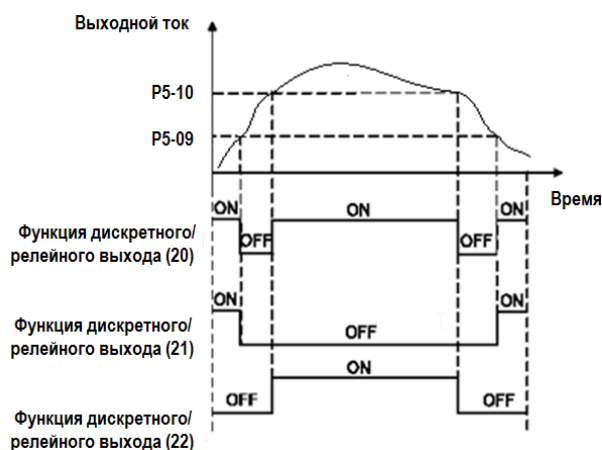 Выходной ток
P5-10
P5-09
Время
ON ON ON
Функция дискретного/
релейного выхода (20)
OFF OFF
ON ON
Функция дискретного/
релейного выхода (21)
OFF
ON
OFF OFF
Функция дискретного/
релейного выхода (22)